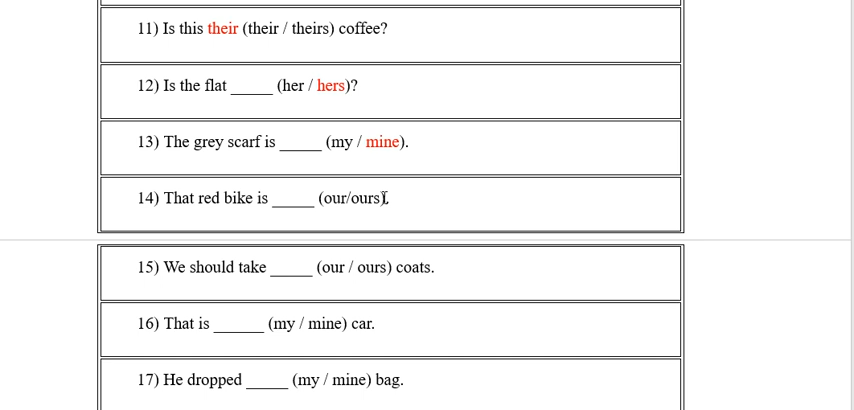 11) Is this their (their / theirs) coffee?
12) Is the flat _____ (her / hers)?
13) The grey scarf is _____ (my / mine).
14) That red bike is _____ (our/ours).
15) We should take _____ (our / ours) coats.
16) That is ______ (my / mine) car.
17) He dropped _____ (my / mine) bag.